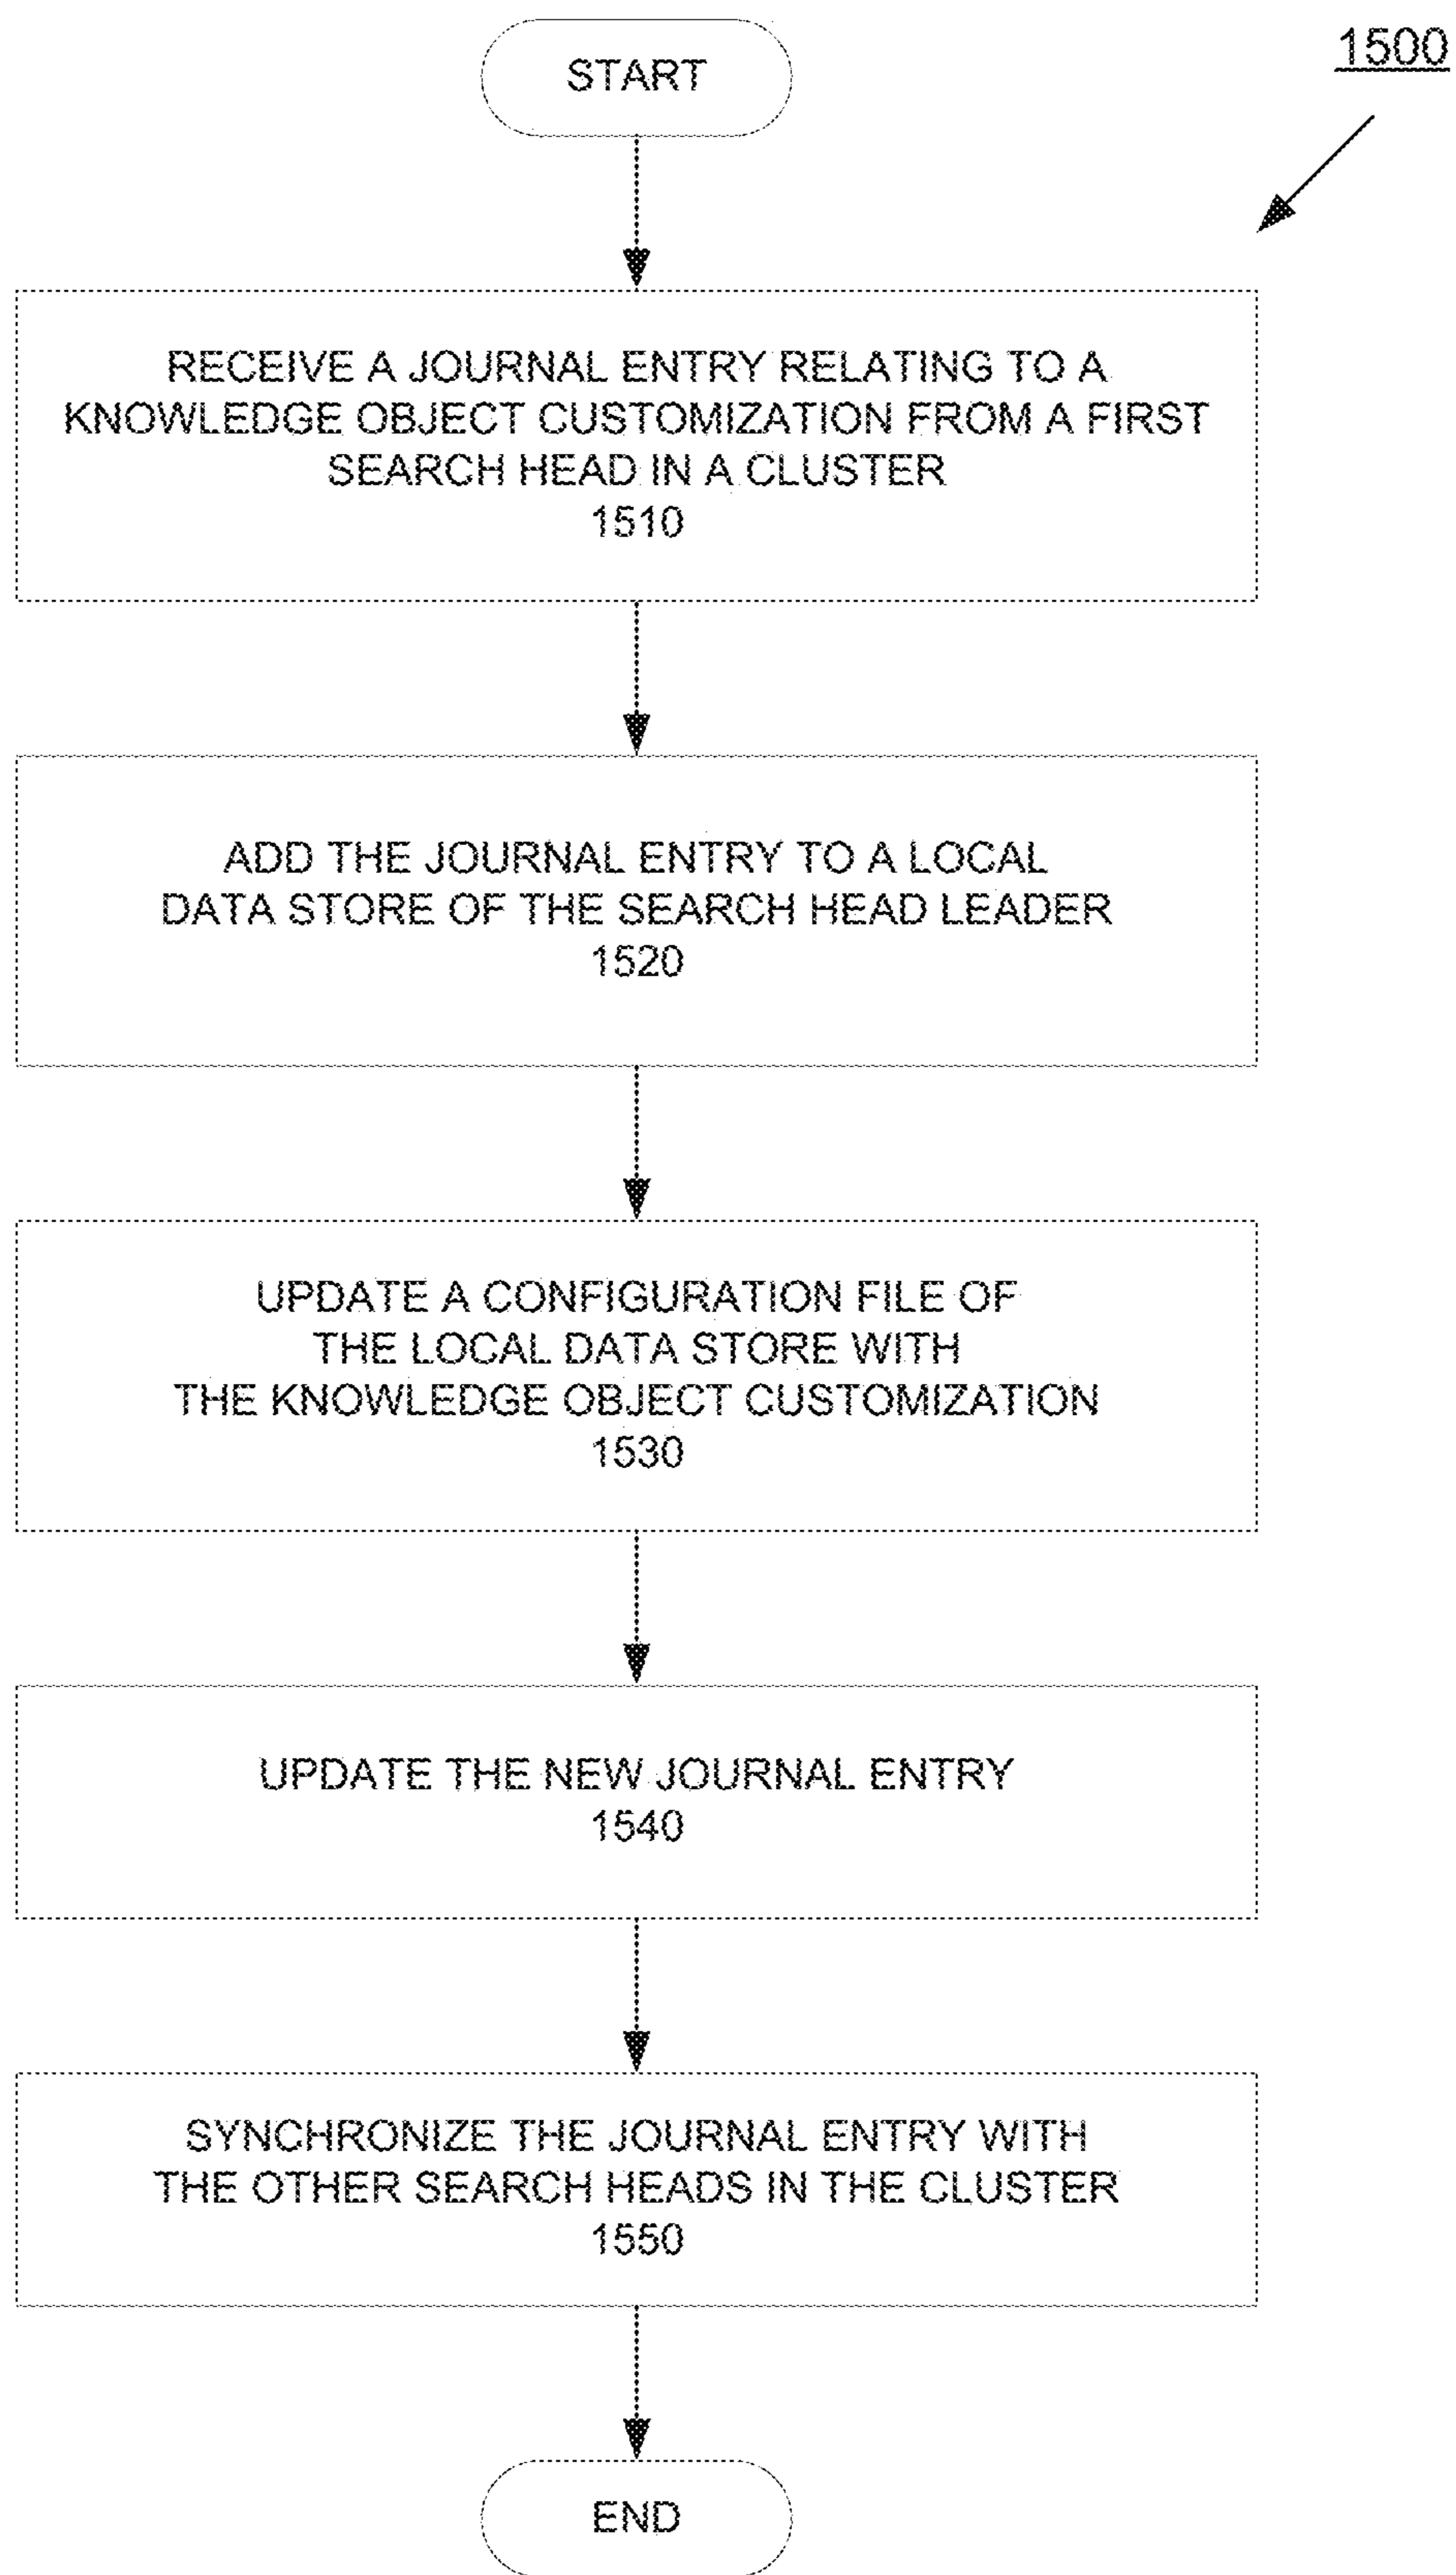 1500
START
RECEIVE A JOURNAL ENTRY RELATING TO A
KNOWLEDGE OBJECT CUSTOMIZATION FROM A FIRST
SEARCH HEAD IN A CLUSTER
1510
ADD THE JOURNAL ENTRY TO A LOCAL
DATA STORE OF THE SEARCH HEAD LEADER
1520
UPDATE A CONFIGURATION FILE OF
THE LOCAL DATA STORE WITH
THE KNOWLEDGE OBJECT CUSTOMIZATION
1530
UPDATE THE NEW JOURNAL ENTRY
1540
SYNCHRONIZE THE JOURNAL ENTRY WITH
THE OTHER SEARCH HEADS IN THE CLUSTER
1550
END